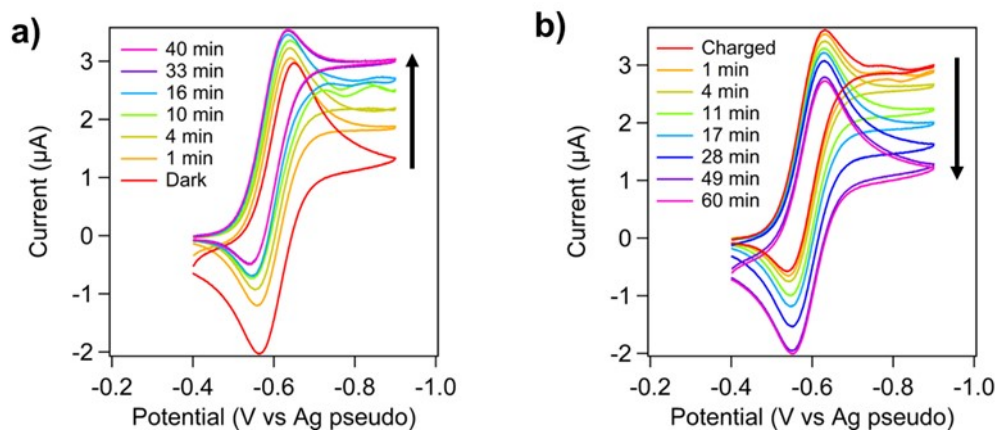 a)
40 min
33 min
16 min
10 min
4 min
1 min
Dark
3
2
1
0
-1
-2
Current (µA)
-0.2 -0.4 -0.6 -0.8 -1.0
Potential (V vs Ag pseudo)
b)
Charged
1 min
4 min
11 min
17 min
28 min
49 min
60 min
3
2
1
0
-1
-2
Current (µA)
-0.2 -0.4 -0.6 -0.8 -1.0
Potential (V vs Ag pseudo)